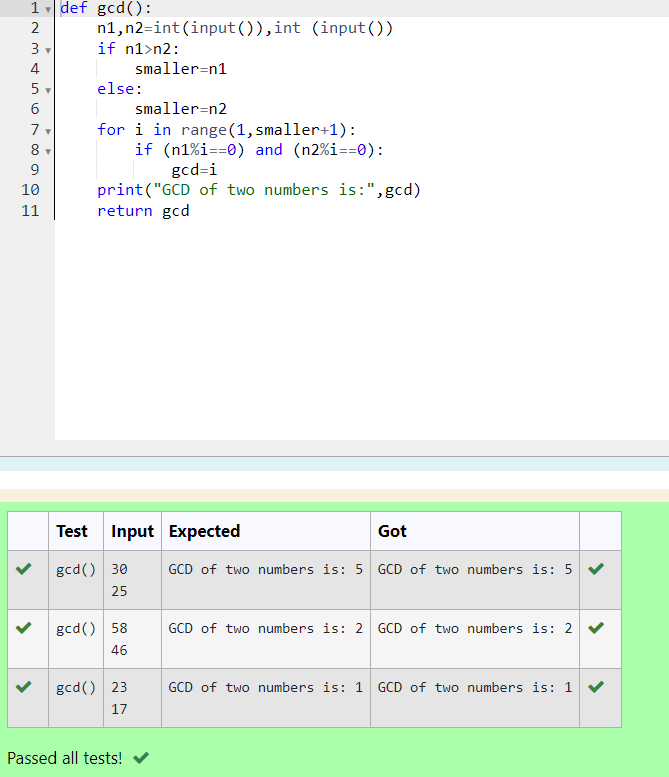 1 def gcd():
2     n1,n2=int(input()),int (input())
3     if n1>n2:
4         smaller=n1
5     else:
6         smaller=n2
7     for i in range(1,smaller+1):
8         if (n1%i==0) and (n2%i==0):
9             gcd=i
10     print("GCD of two numbers is:",gcd)
11     return gcd
Test Input Expected Got
gcd() 30 GCD of two numbers is: 5 GCD of two numbers is: 5
25
gcd() 58 GCD of two numbers is: 2 GCD of two numbers is: 2
46
gcd() 23 GCD of two numbers is: 1 GCD of two numbers is: 1
17
Passed all tests!